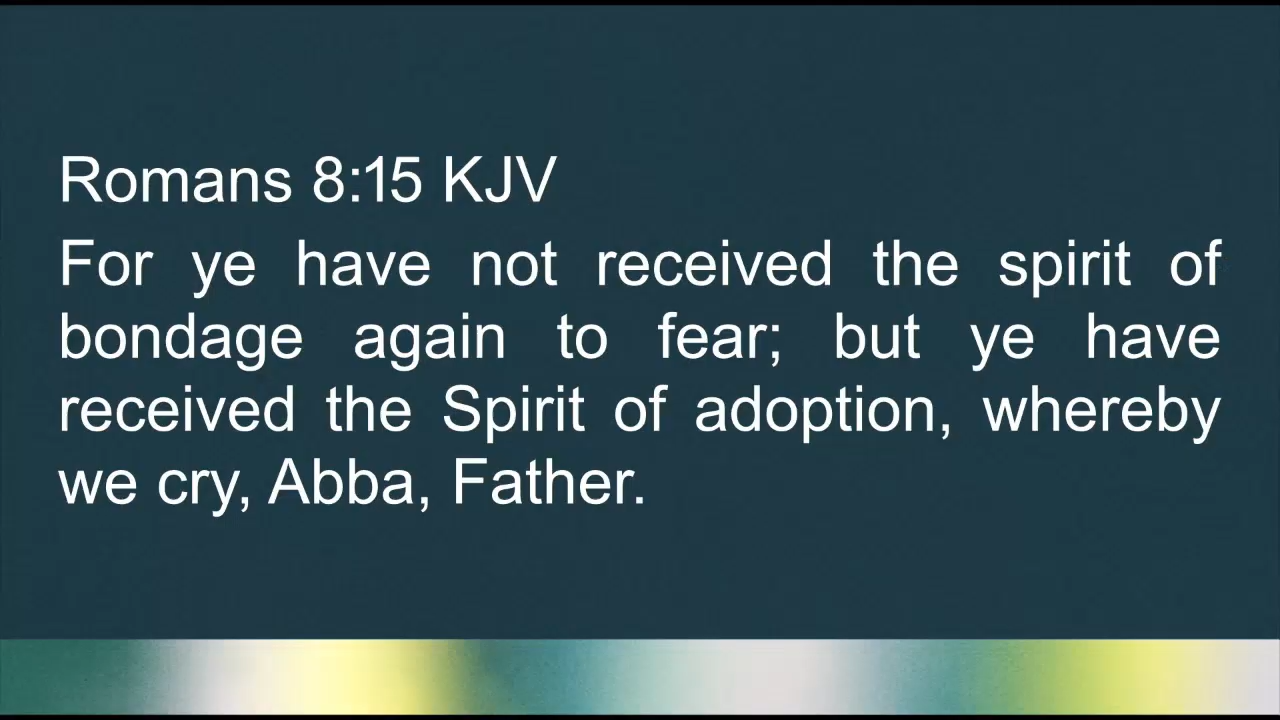 Romans 8:15 KJV
For ye have not received the spirit of
bondage again to fear; but ye have
received the Spirit of adoption, whereby
we cry, Abba, Father.